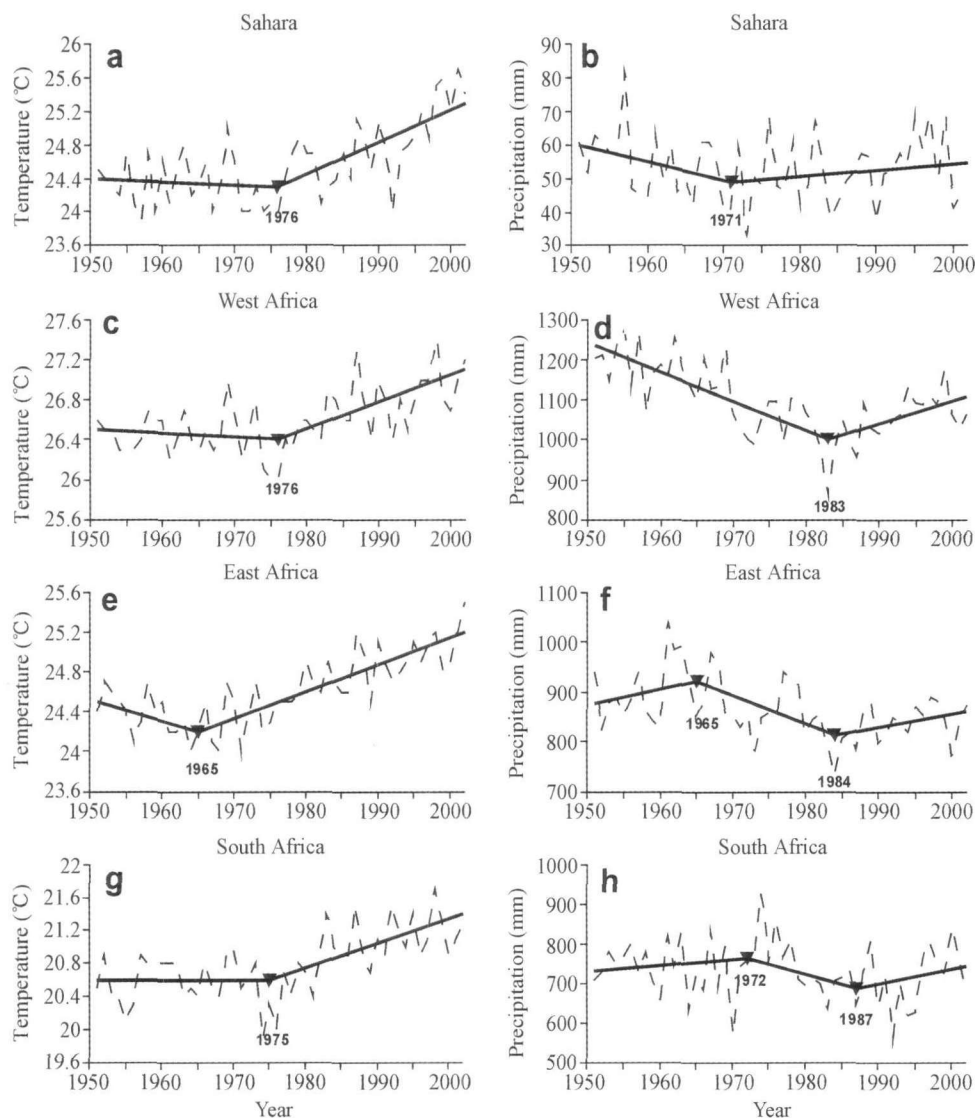 Sahara
a
Temperature (℃)
26
25.6
25.2
24.8
24.4
24
23.6
1976
1950 1960 1970 1980 1990 2000
Sahara
b
Precipitation (mm)
90
80
70
60
50
40
30
1971
1950 1960 1970 1980 1990 2000
West Africa
c
Temperature (℃)
27.6
27.2
26.8
26.4
26
25.6
1976
1950 1960 1970 1980 1990 2000
West Africa
d
Precipitation (mm)
1300
1200
1100
1000
900
800
1983
1950 1960 1970 1980 1990 2000
East Africa
e
Temperature (℃)
25.6
25.2
24.8
24.4
24
23.6
1965
1950 1960 1970 1980 1990 2000
East Africa
f
Precipitation (mm)
1100
1000
900
800
700
1965
1984
1950 1960 1970 1980 1990 2000
South Africa
g
Temperature (℃)
22
21.6
21.2
20.8
20.4
20
19.6
1975
1950 1960 1970 1980 1990 2000
Year
South Africa
h
Precipitation (mm)
1000
900
800
700
600
500
1972
1987
1950 1960 1970 1980 1990 2000
Year